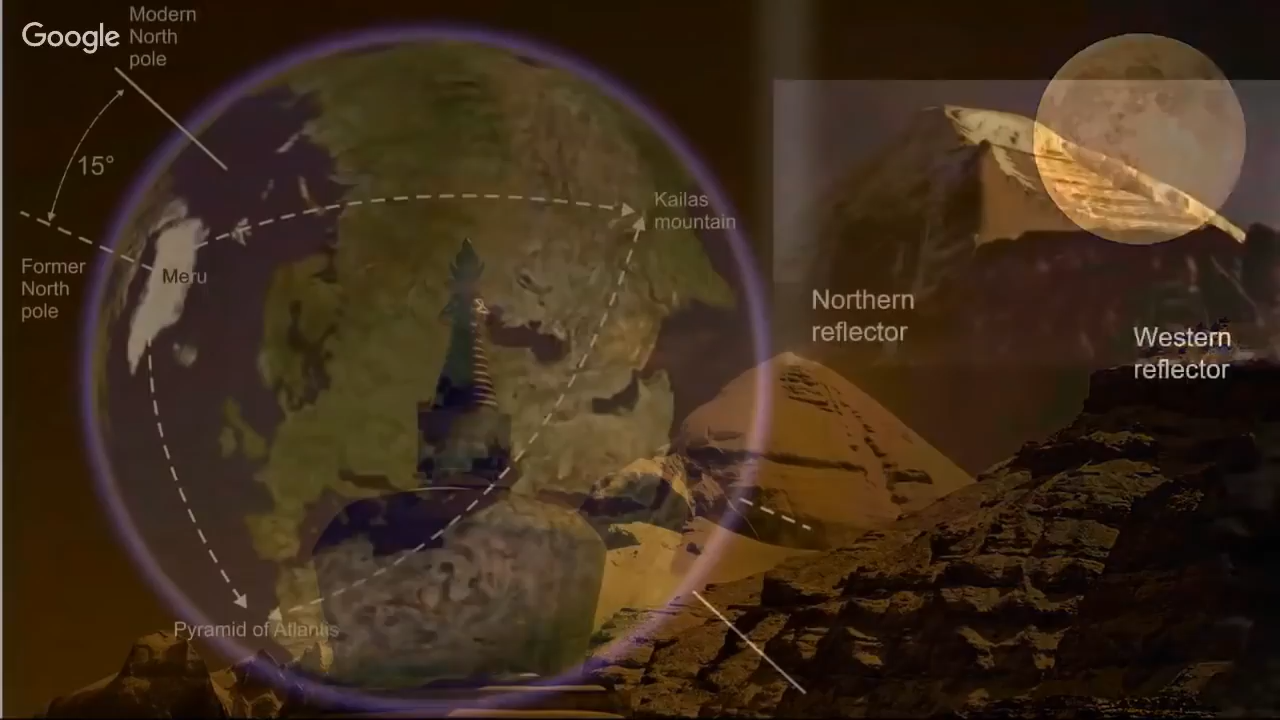 Google
Modern
North
pole
15°
Kailas
mountain
Former
North
pole
Meru
Northern
reflector
Western
reflector
Pyramid of Atlantis